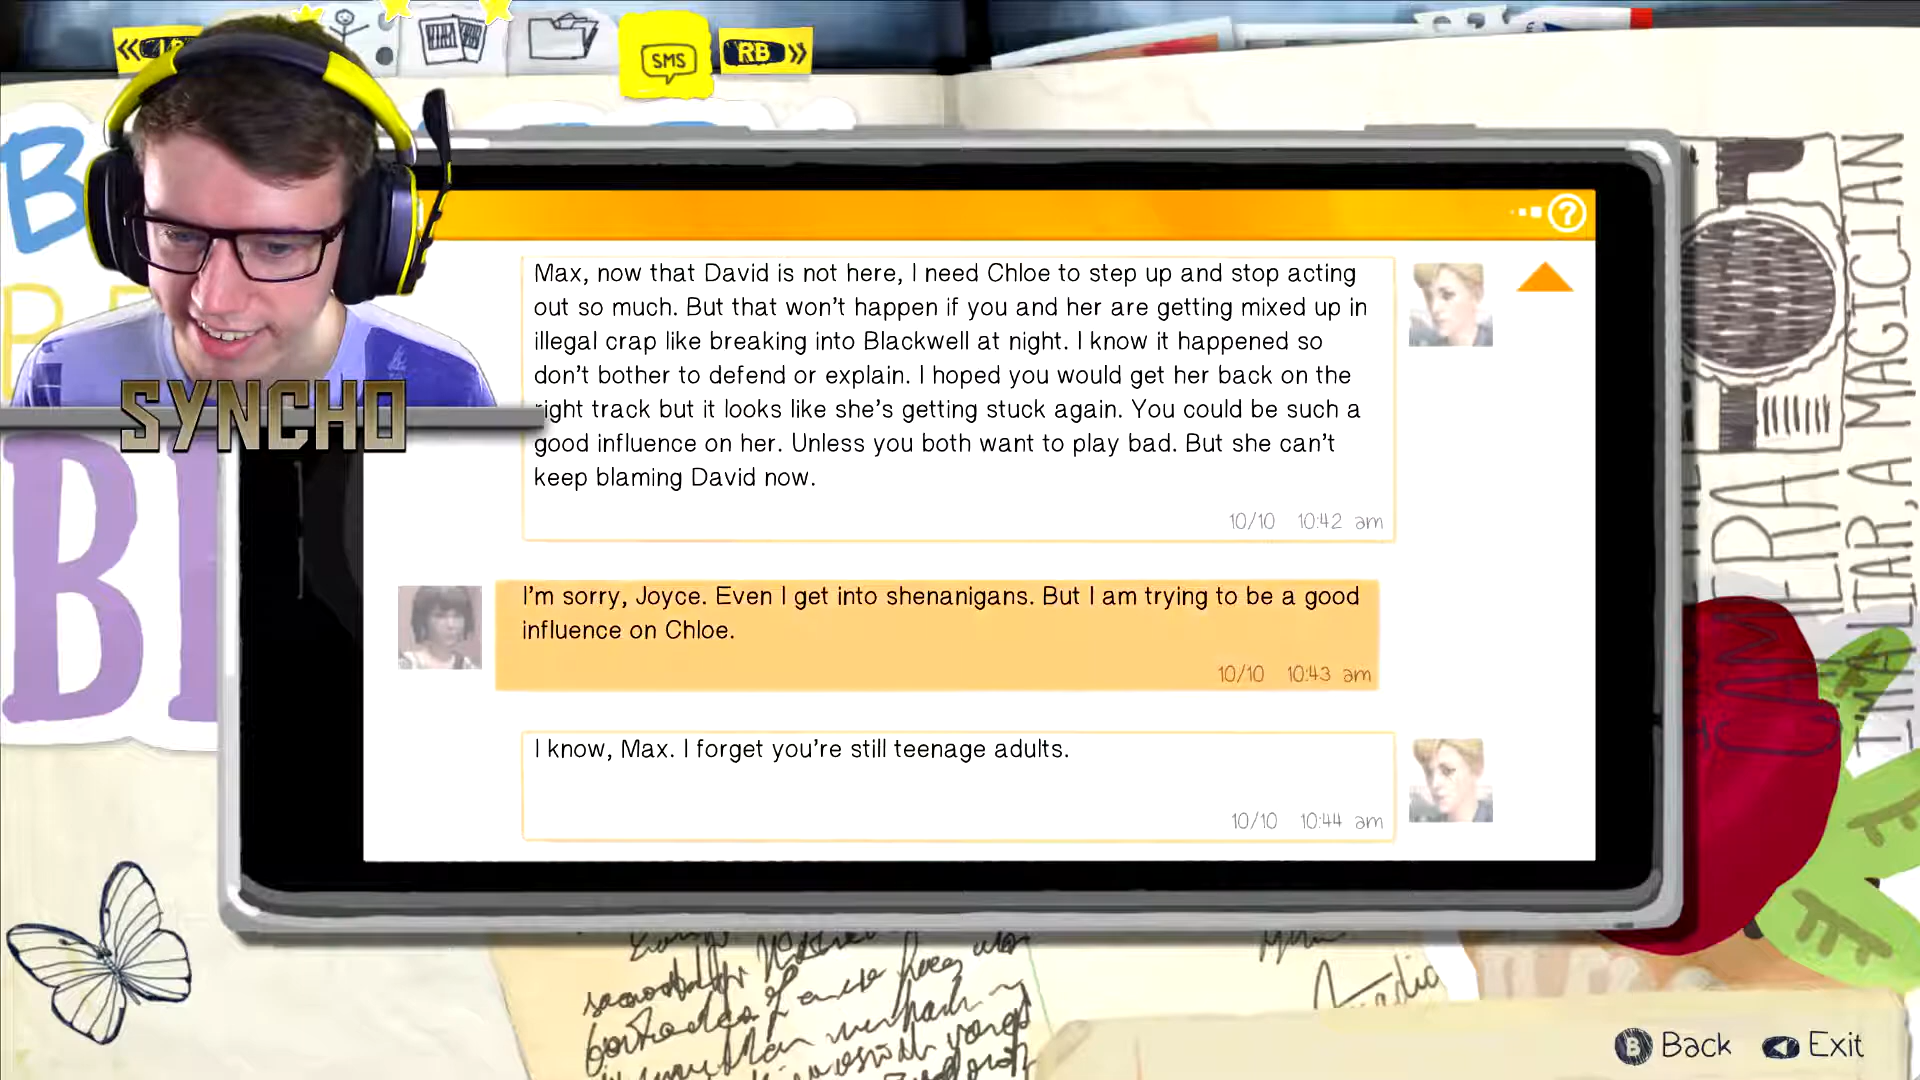 SMS
RB
Max, now that David is not here, I need Chloe to step up and stop acting
out so much. But that won't happen if you and her are getting mixed up in
illegal crap like breaking into Blackwell at night. I know it happened so
don't bother to defend or explain. I hoped you would get her back on the
right track but it looks like she's getting stuck again. You could be such a
good influence on her. Unless you both want to play bad. But she can't
keep blaming David now.
10/10 10:42 am
I'm sorry, Joyce. Even I get into shenanigans. But I am trying to be a good
influence on Chloe.
10/10 10:43 am
I know, Max. I forget you're still teenage adults.
10/10 10:44 am
SYNCHO
A MAGICIAN
B Back
Exit